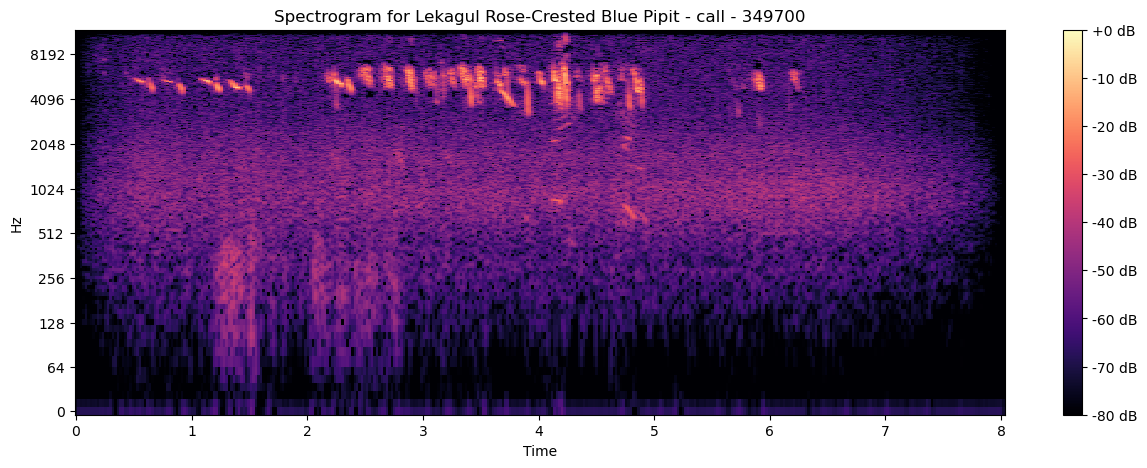 Spectrogram for Lekagul Rose-Crested Blue Pipit - call - 349700
Hz
8192
4096
2048
1024
512
256
128
64
0
0 1 2 3 4 5 6 7 8
Time
+0 dB
-10 dB
-20 dB
-30 dB
-40 dB
-50 dB
-60 dB
-70 dB
-80 dB